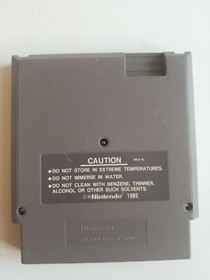 CAUTION
•DO NOT STORE IN EXTREME TEMPERATURES.
•DO NOT IMMERSE IN WATER.
•DO NOT CLEAN WITH BENZENE, THINNER,
ALCOHOL OR OTHER SUCH SOLVENTS.
©Nintendo 1985
Nintendo